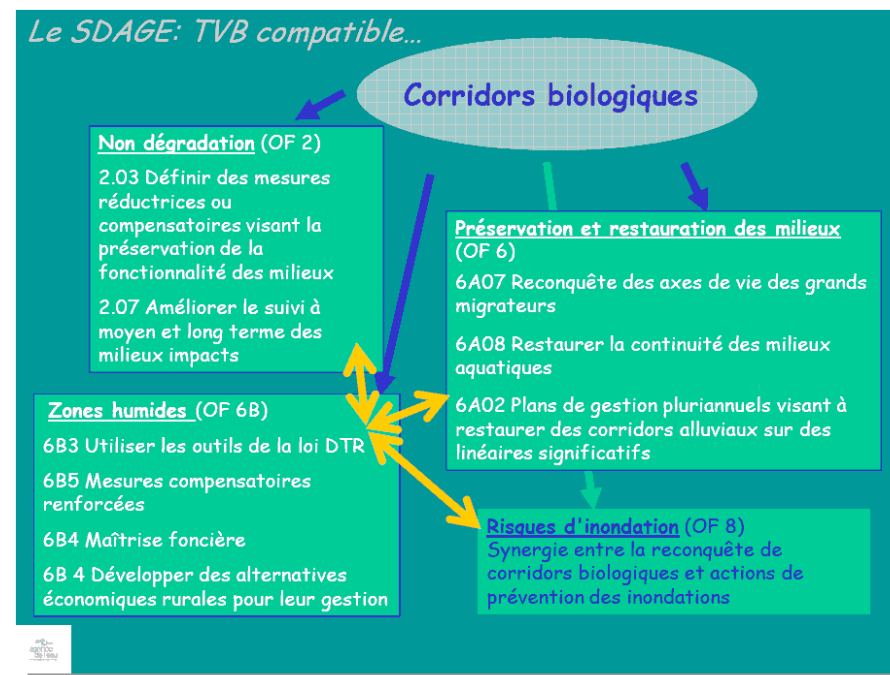 Le SDAGE: TVB compatible…
Corridors biologiques
Non dégradation (OF 2)
2.03 Définir des mesures
réductrices ou
compensatoires visant la
préservation de la
fonctionnalité des milieux
2.07 Améliorer le suivi à
moyen et long terme des
milieux impacts
Préservation et restauration des milieux
(OF 6)
6A07 Reconquête des axes de vie des grands
migrateurs
6A08 Restaurer la continuité des milieux
aquatiques
6A02 Plans de gestion pluriannuels visant à
restaurer des corridors alluviaux sur des
linéaires significatifs
Zones humides (OF 6B)
6B3 Utiliser les outils de la loi DTR
6B5 Mesures compensatoires
renforcées
6B4 Maîtrise foncière
6B 4 Développer des alternatives
économiques rurales pour leur gestion
Risques d'inondation (OF 8)
Synergie entre la reconquête de
corridors biologiques et actions de
prévention des inondations
agence
de l'eau